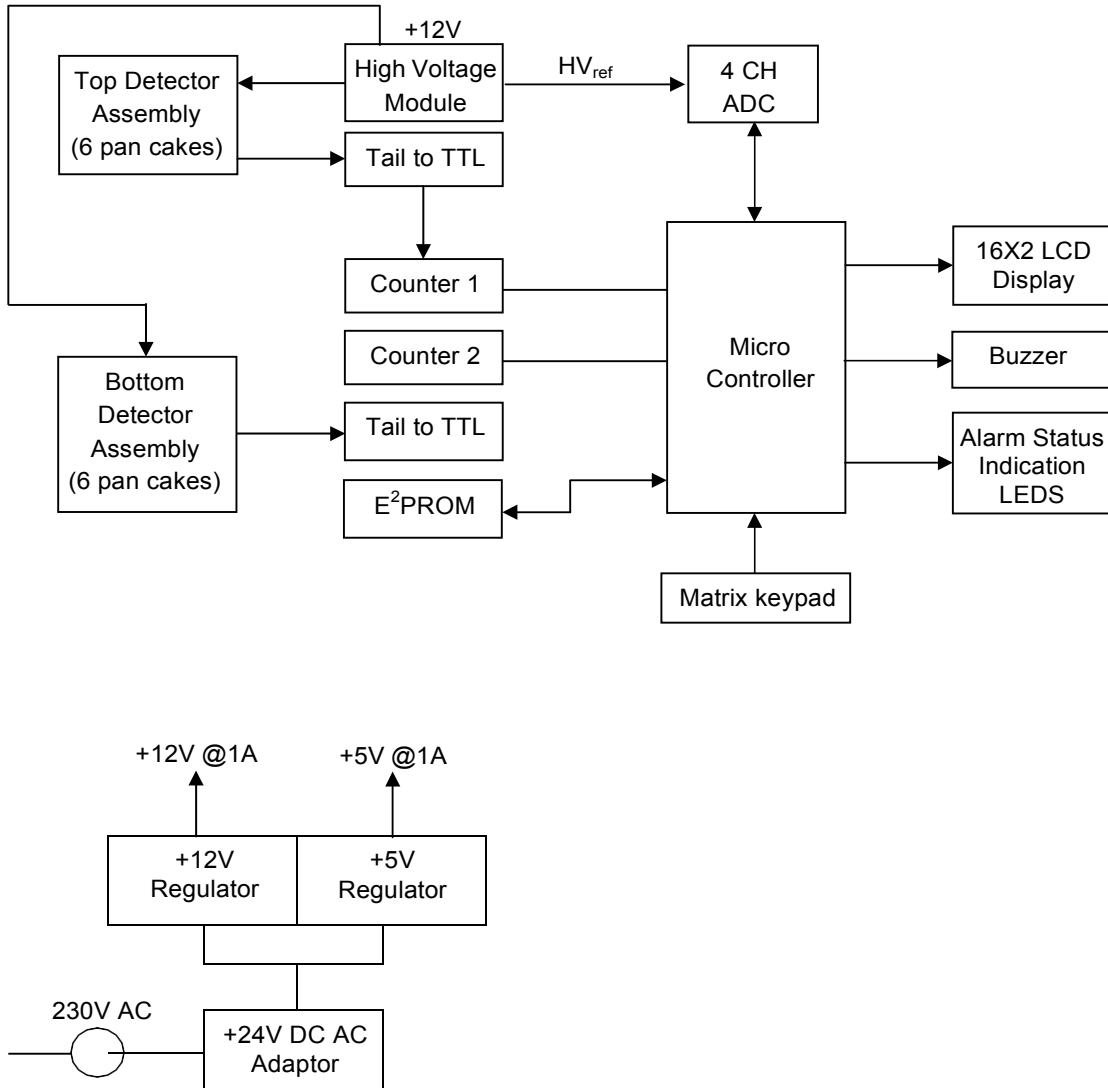 +12V
High Voltage
Module
HVref
4 CH
ADC
Top Detector
Assembly
(6 pan cakes)
Tail to TTL
Counter 1
Counter 2
Tail to TTL
E²PROM
Bottom
Detector
Assembly
(6 pan cakes)
Micro
Controller
16X2 LCD
Display
Buzzer
Alarm Status
Indication
LEDS
Matrix keypad
+12V @1A
+5V @1A
+12V
Regulator
+5V
Regulator
230V AC
+24V DC AC
Adaptor